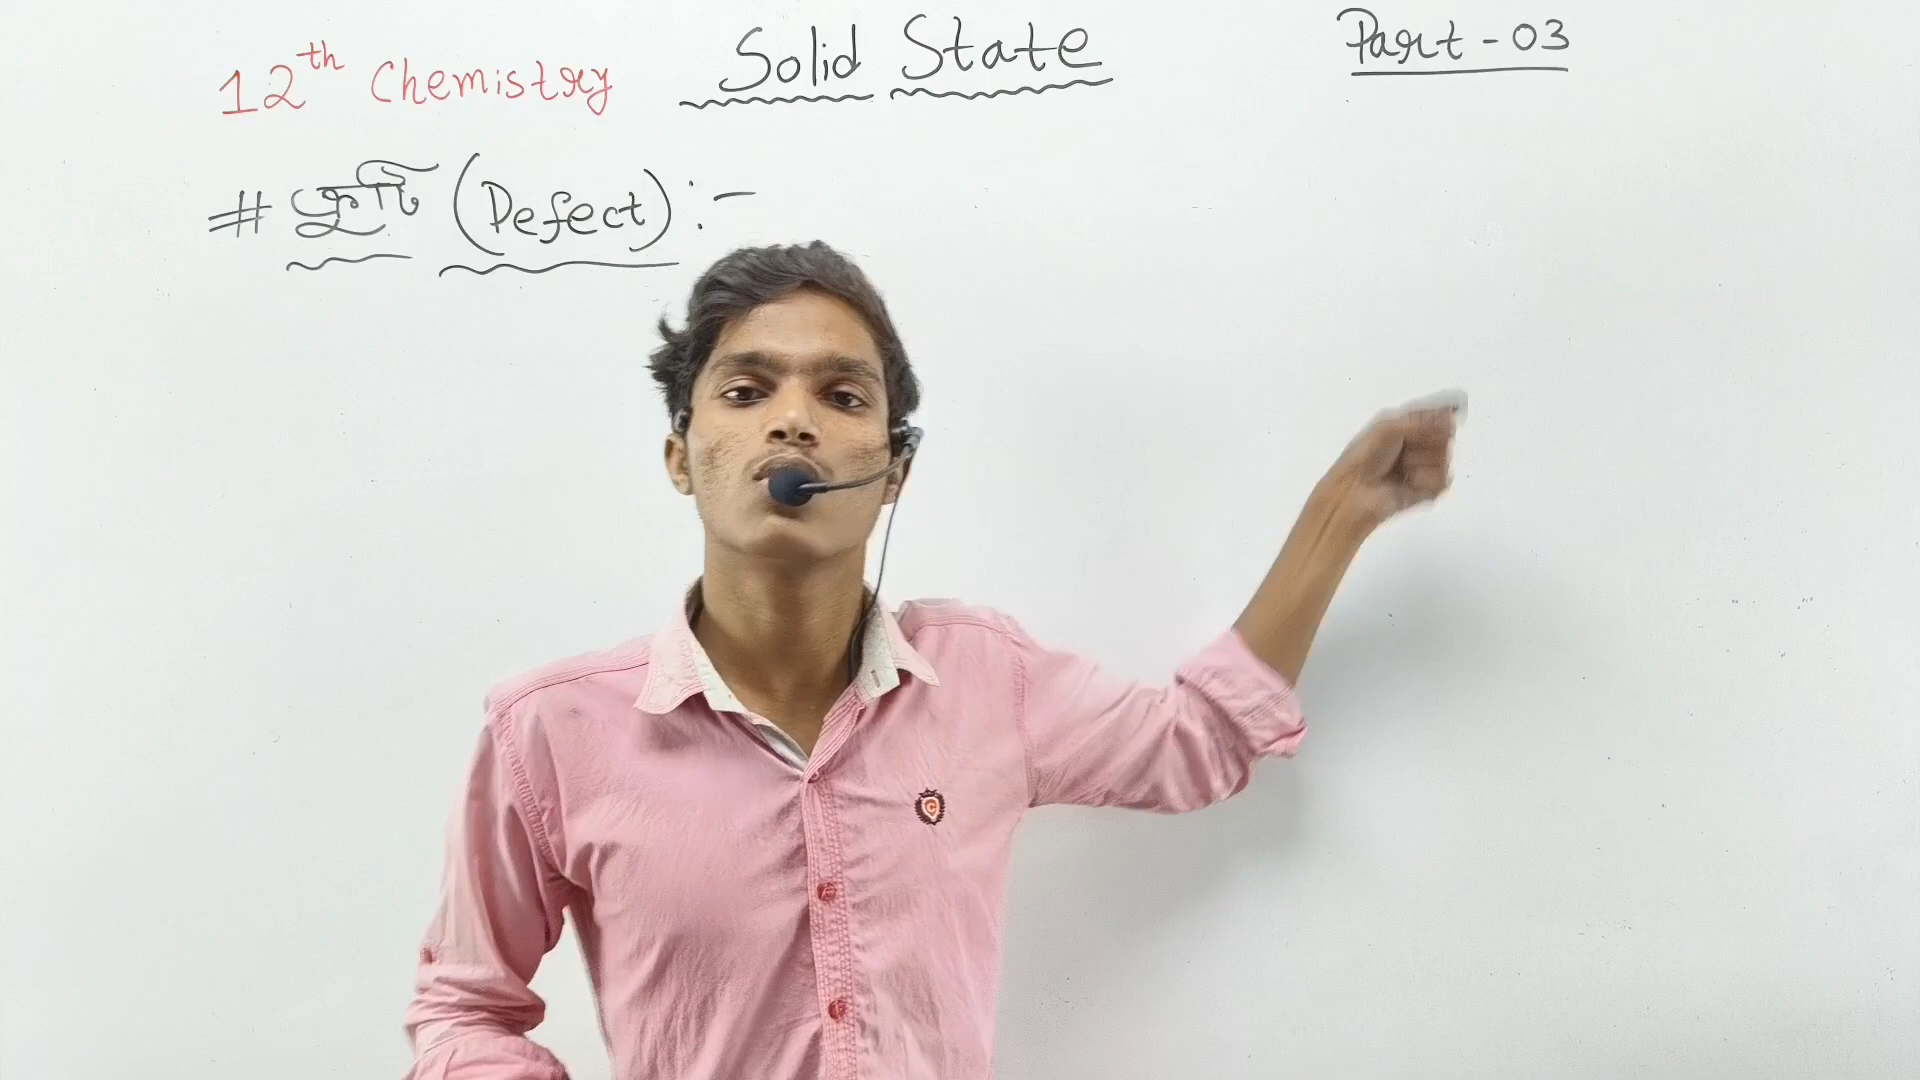 12th Chemistry Solid State Part-03
# त्रुटि (Defect) :-
C